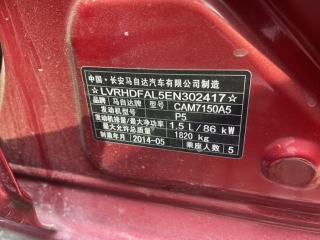 中国·长安马自达汽车有限公司制造
☆LVRHDFAL5EN302417☆
品牌 马自达牌 型号 CAM7150A5
发动机型号 P5
发动机排量/最大净功率 1.5 L/86 kW
最大允许总质量 1820 kg
制造年月 2014-05 乘座人数 5